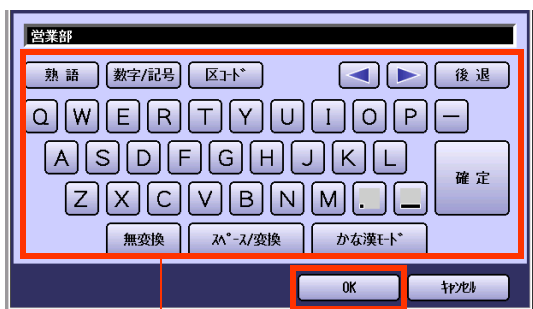 営業部
熟語 数字/記号 区ｺｰﾄﾞ 後退
Q W E R T Y U I O P ー
A S D F G H J K L 確定
Z X C V B N M . _
無変換 ｽﾍﾟｰｽ/変換 かな漢ﾓｰﾄﾞ
OK ｷｬﾝｾﾙ